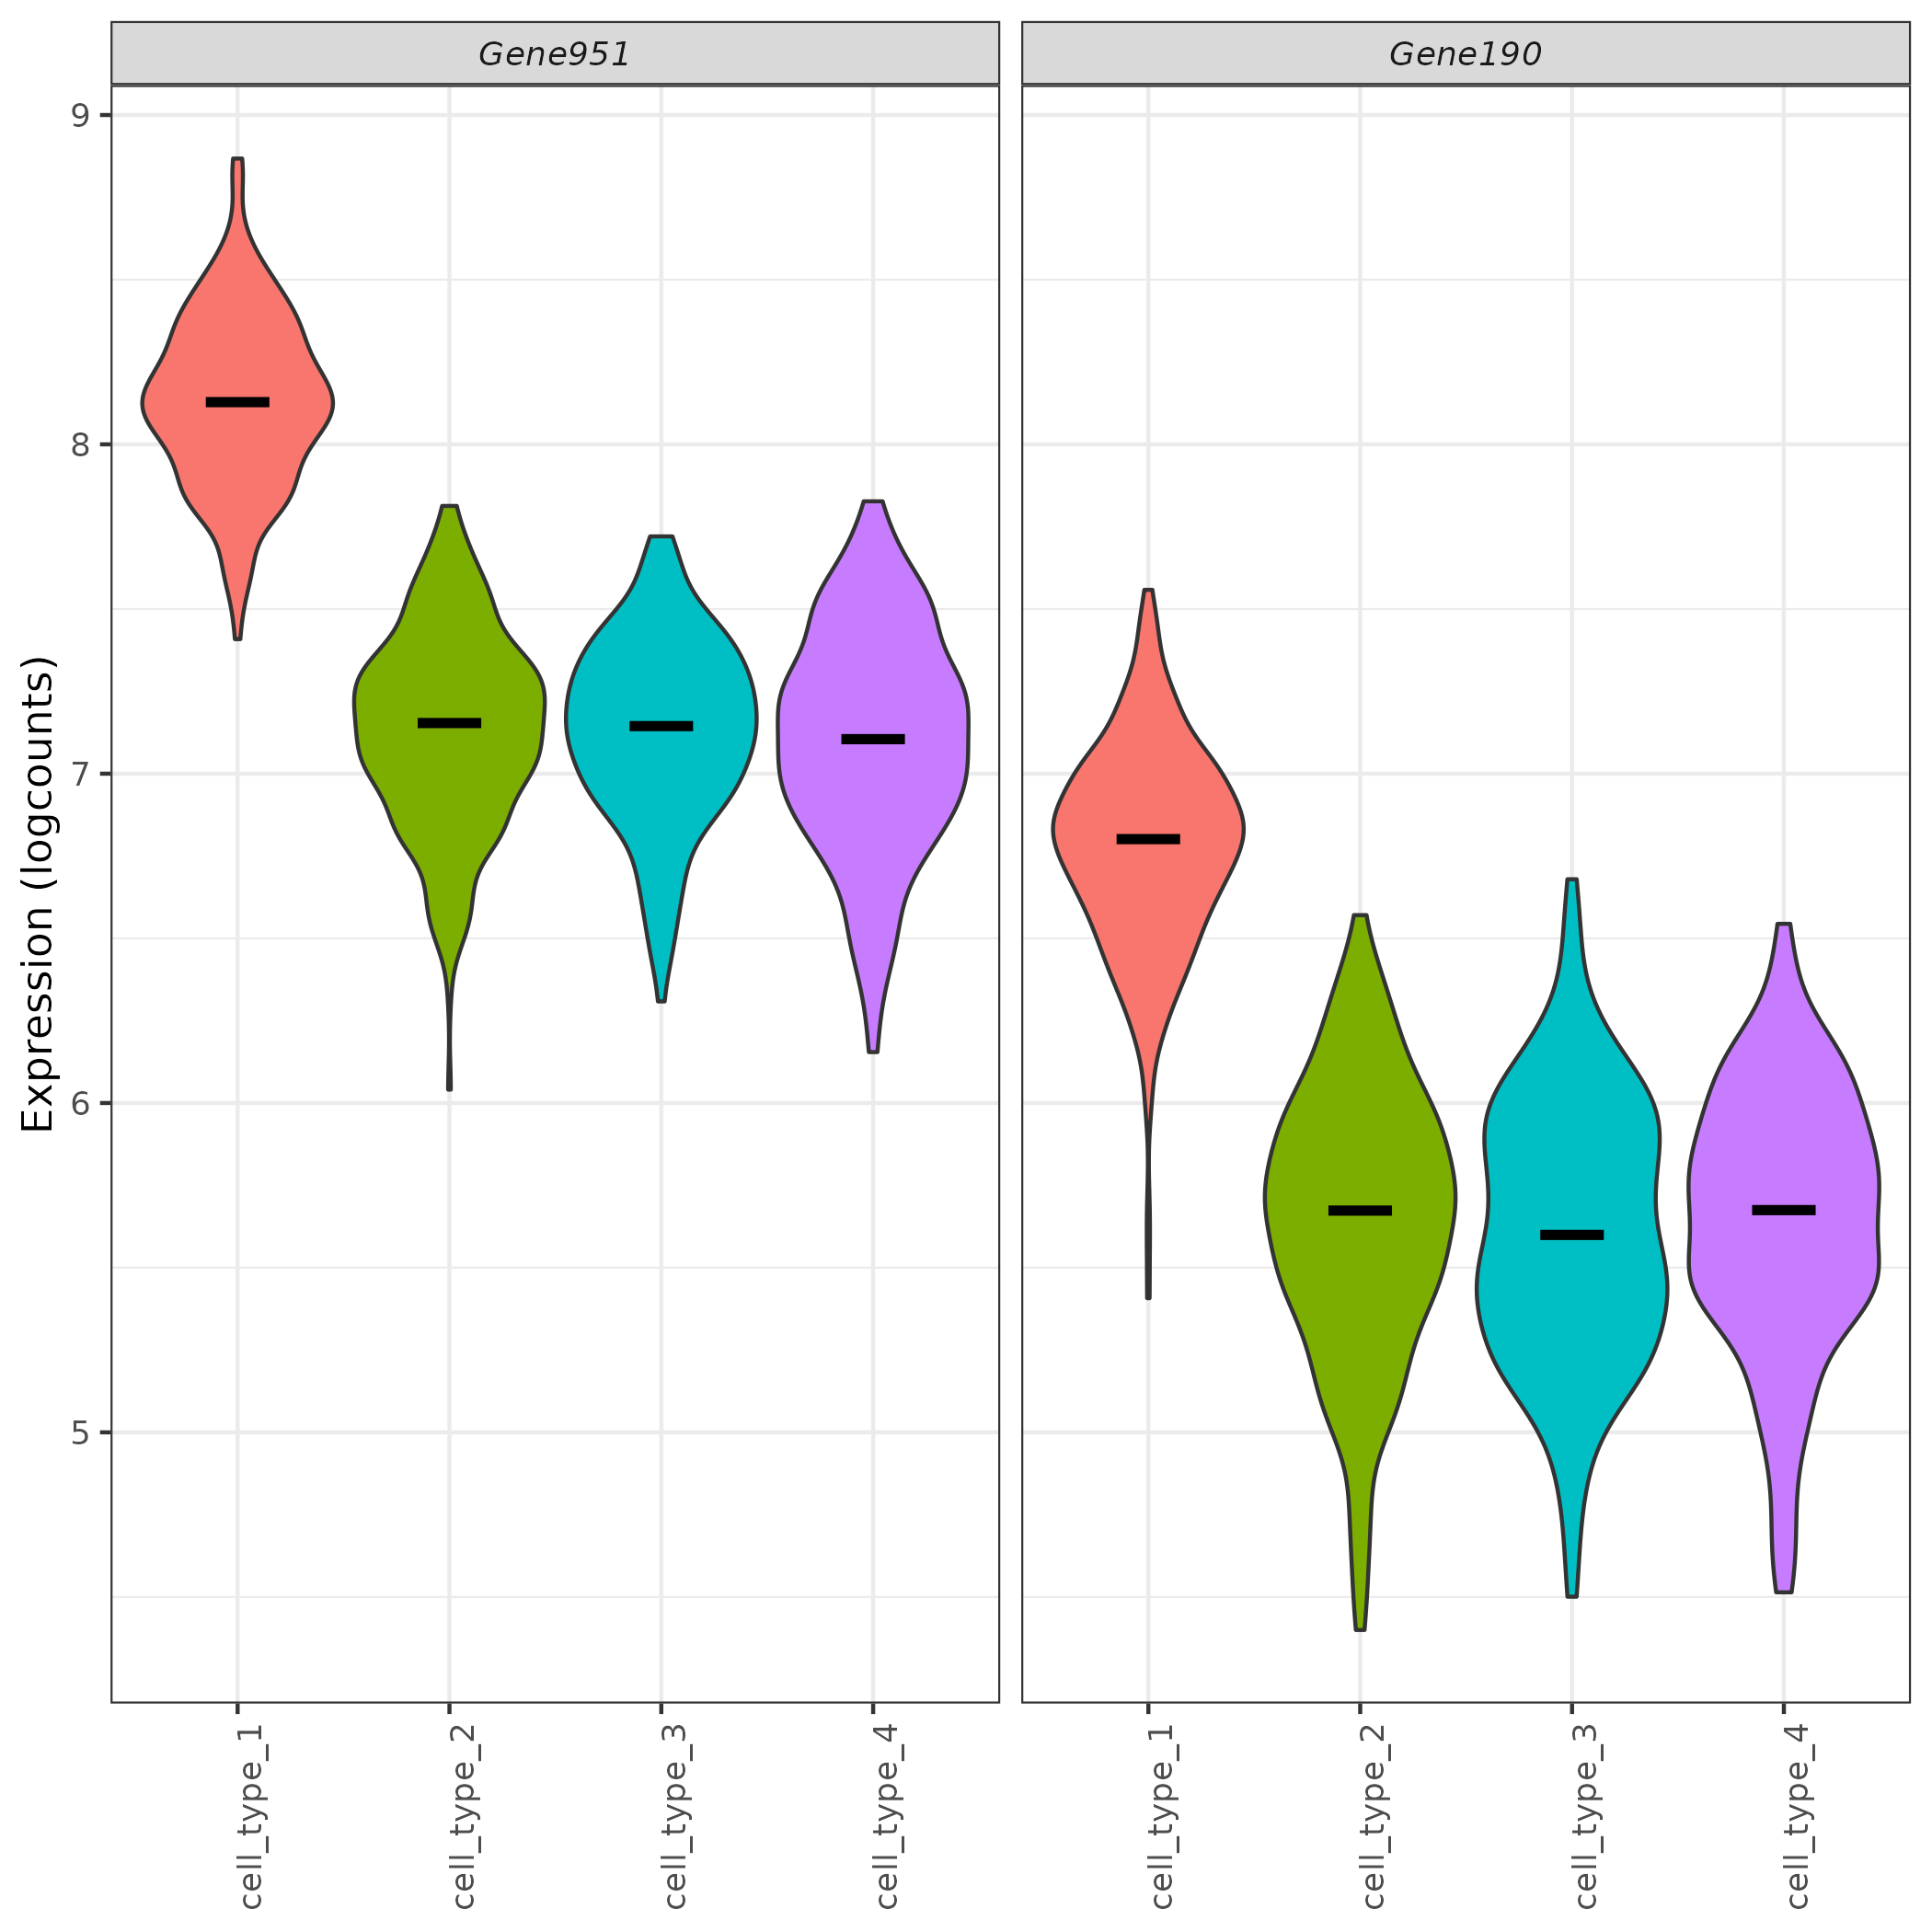 Gene951
Gene190
Expression (logcounts)
9
8
7
6
5
cell_type_1
cell_type_2
cell_type_3
cell_type_4
cell_type_1
cell_type_2
cell_type_3
cell_type_4